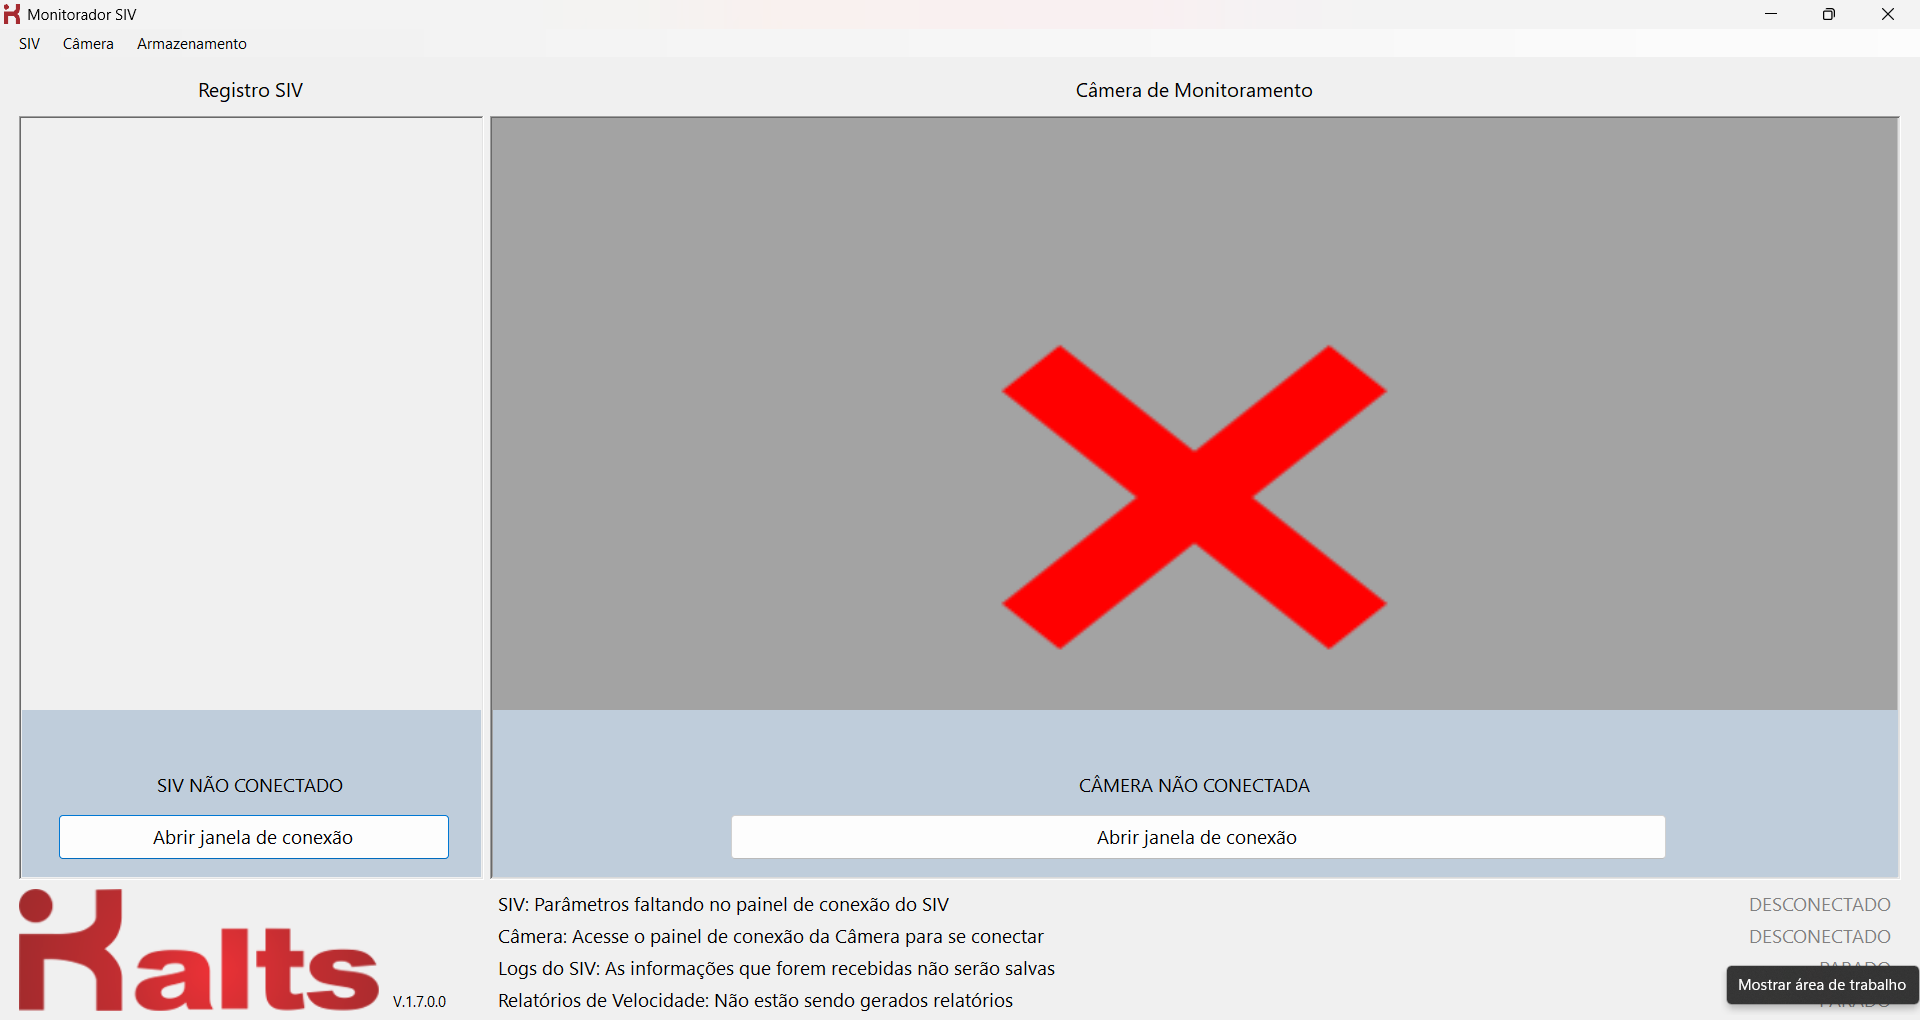 Monitorador SIV
SIV Câmera Armazenamento
Registro SIV
Câmera de Monitoramento
SIV NÃO CONECTADO
Abrir janela de conexão
CÂMERA NÃO CONECTADA
Abrir janela de conexão
Kalts
V.1.7.0.0
SIV: Parâmetros faltando no painel de conexão do SIV
DESCONECTADO
Câmera: Acesse o painel de conexão da Câmera para se conectar
DESCONECTADO
Logs do SIV: As informações que forem recebidas não serão salvas
PARADO
Relatórios de Velocidade: Não estão sendo gerados relatórios
PARADO
Mostrar área de trabalho